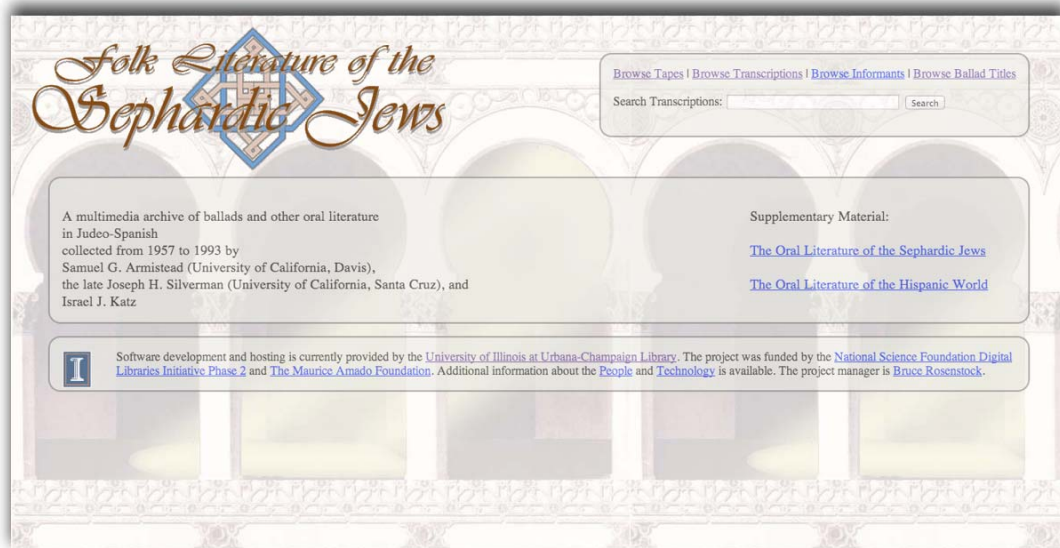 Folk Literature of the
Sephardic Jews
Browse Tapes | Browse Transcriptions | Browse Informants | Browse Ballad Titles
Search Transcriptions: Search
A multimedia archive of ballads and other oral literature
in Judeo-Spanish
collected from 1957 to 1993 by
Samuel G. Armistead (University of California, Davis),
the late Joseph H. Silverman (University of California, Santa Cruz), and
Israel J. Katz
Supplementary Material:
The Oral Literature of the Sephardic Jews
The Oral Literature of the Hispanic World
I
Software development and hosting is currently provided by the University of Illinois at Urbana-Champaign Library. The project was funded by the National Science Foundation Digital
Libraries Initiative Phase 2 and The Maurice Amado Foundation. Additional information about the People and Technology is available. The project manager is Bruce Rosenstock.